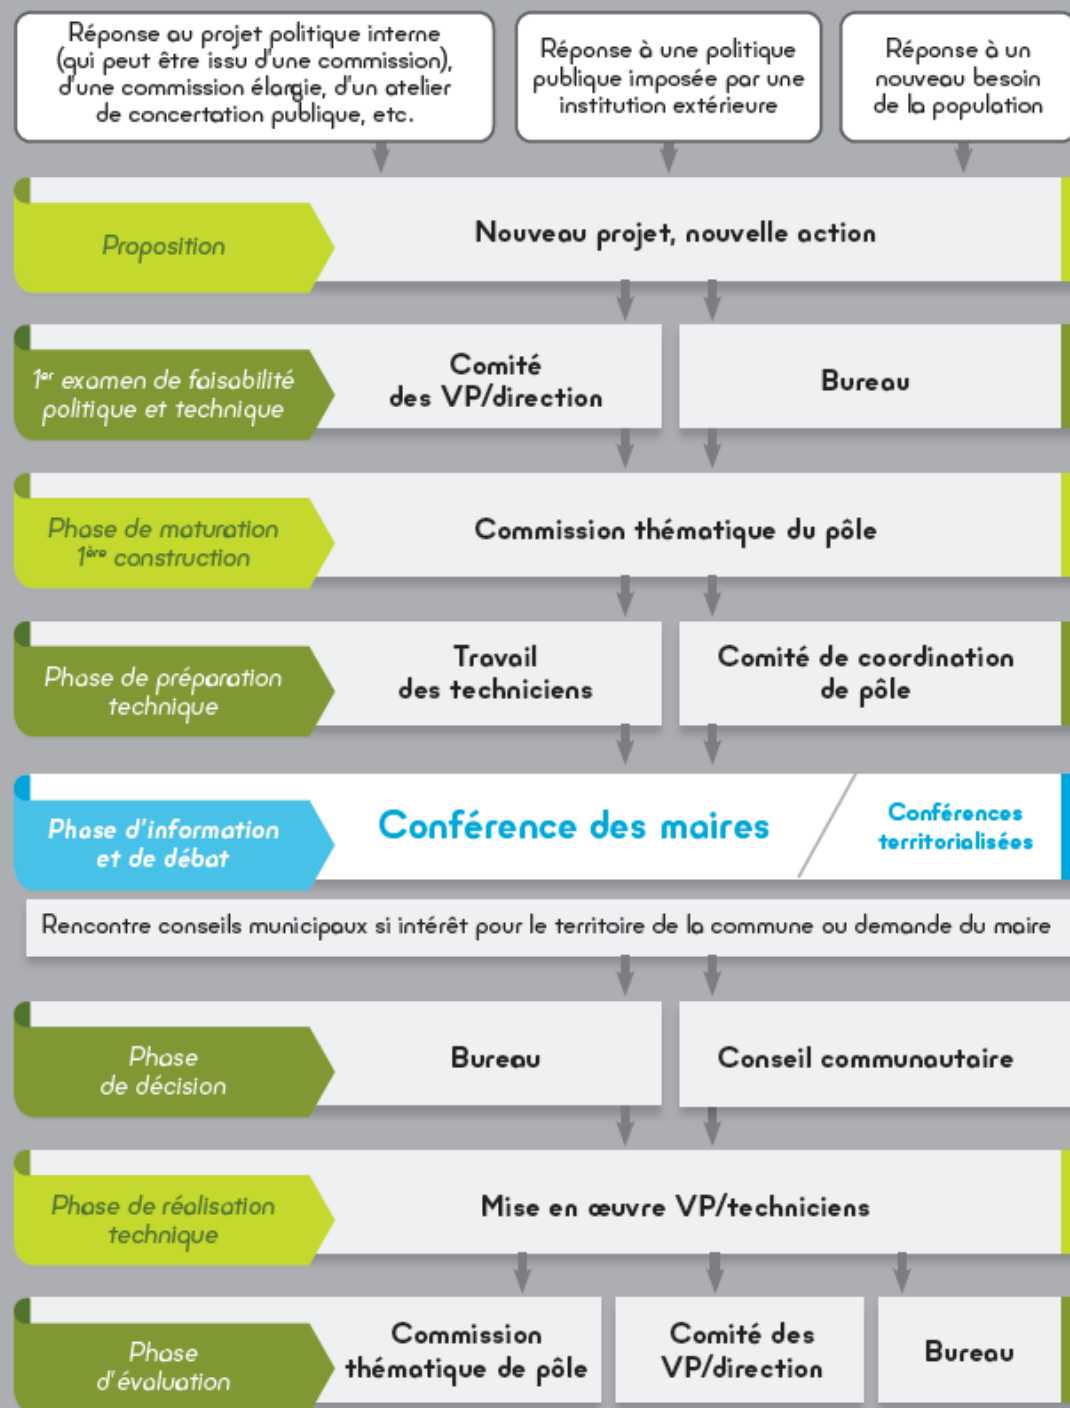 Réponse au projet politique interne
(qui peut être issu d'une commission),
d'une commission élargie, d'un atelier
de concertation publique, etc.
Réponse à une politique
publique imposée par une
institution extérieure
Réponse à un
nouveau besoin
de la population
Proposition
Nouveau projet, nouvelle action
1er examen de faisabilité
politique et technique
Comité
des VP/direction
Bureau
Phase de maturation
1ère construction
Commission thématique du pôle
Phase de préparation
technique
Travail
des techniciens
Comité de coordination
de pôle
Phase d'information
et de débat
Conférence des maires
Conférences
territorialisées
Rencontre conseils municipaux si intérêt pour le territoire de la commune ou demande du maire
Phase
de décision
Bureau
Conseil communautaire
Phase de réalisation
technique
Mise en œuvre VP/techniciens
Phase
d'évaluation
Commission
thématique de pôle
Comité des
VP/direction
Bureau